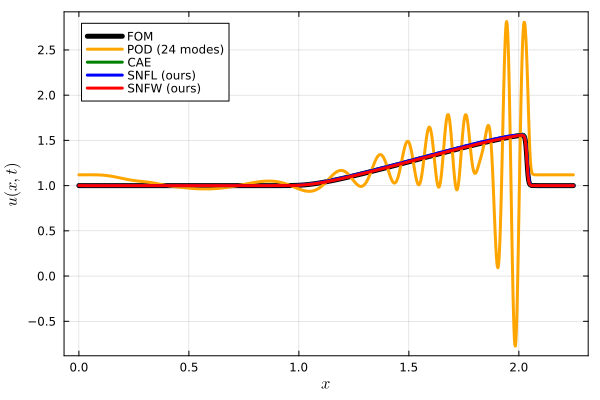 FOM
POD (24 modes)
CAE
SNFL (ours)
SNFW (ours)
2.5
2.0
1.5
1.0
0.5
0.0
−0.5
u(x, t)
0.0 0.5 1.0 1.5 2.0
x